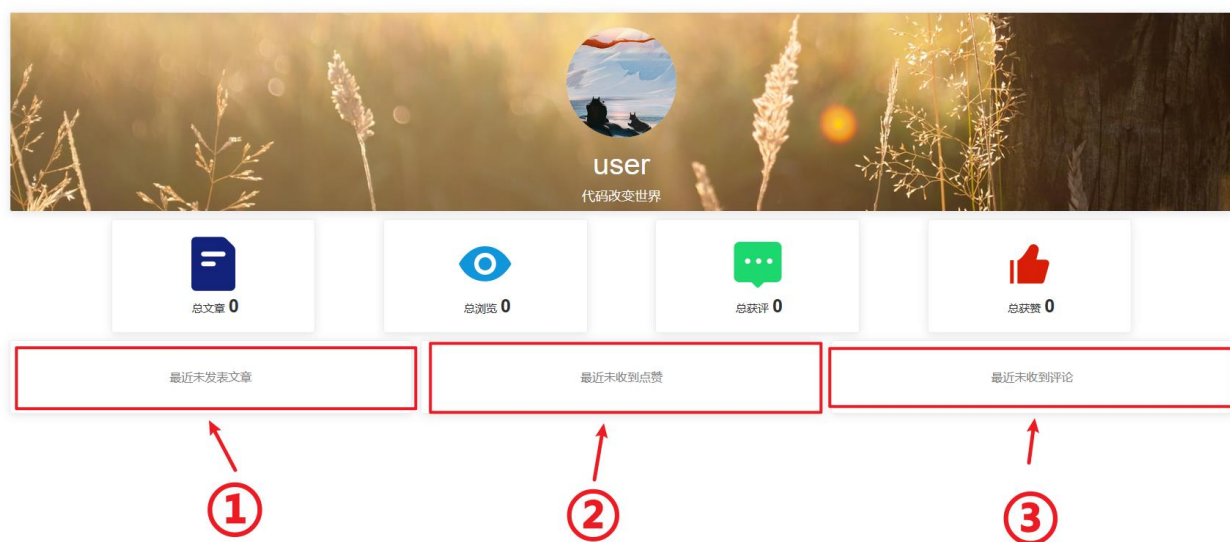 user
代码改变世界
总文章 0
总浏览 0
总获评 0
总获赞 0
最近未发表文章
最近未收到点赞
最近未收到评论
①
②
③